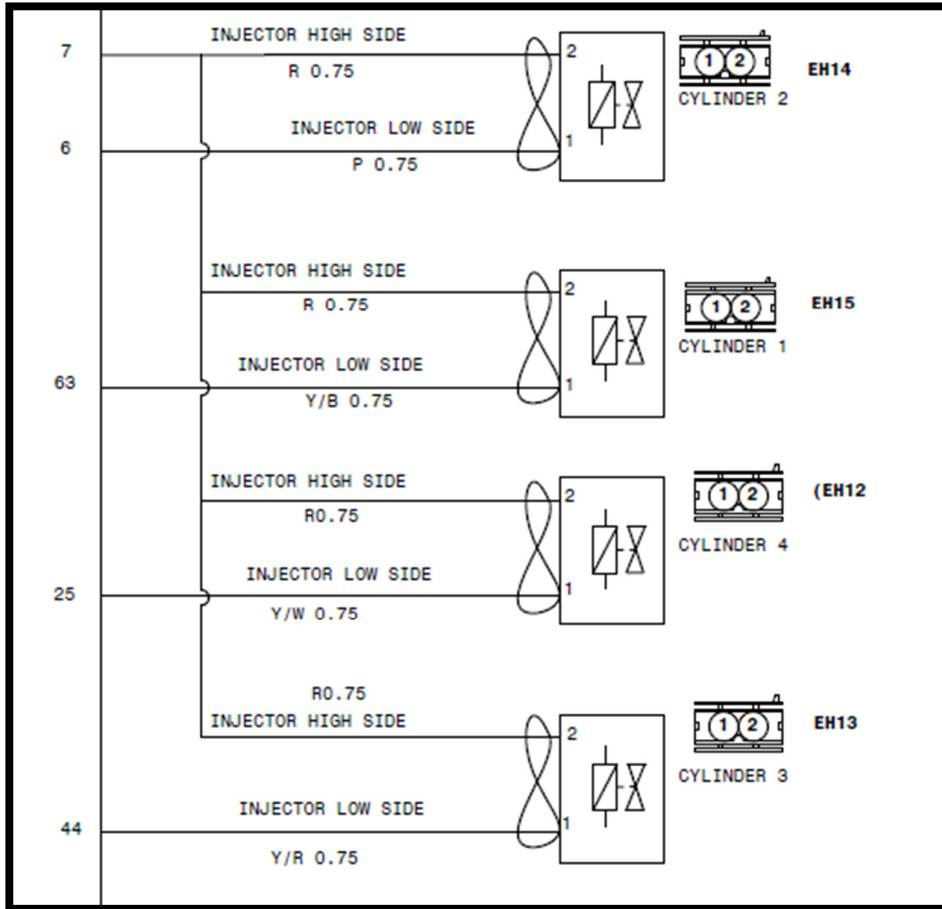 INJECTOR HIGH SIDE
7
R 0.75
2
1 2
EH14
CYLINDER 2
INJECTOR LOW SIDE
6
P 0.75
1
INJECTOR HIGH SIDE
R 0.75
2
1 2
EH15
CYLINDER 1
INJECTOR LOW SIDE
63
Y/B 0.75
1
INJECTOR HIGH SIDE
R0.75
2
1 2
(EH12
CYLINDER 4
INJECTOR LOW SIDE
25
Y/W 0.75
1
R0.75
INJECTOR HIGH SIDE
2
1 2
EH13
CYLINDER 3
INJECTOR LOW SIDE
44
Y/R 0.75
1